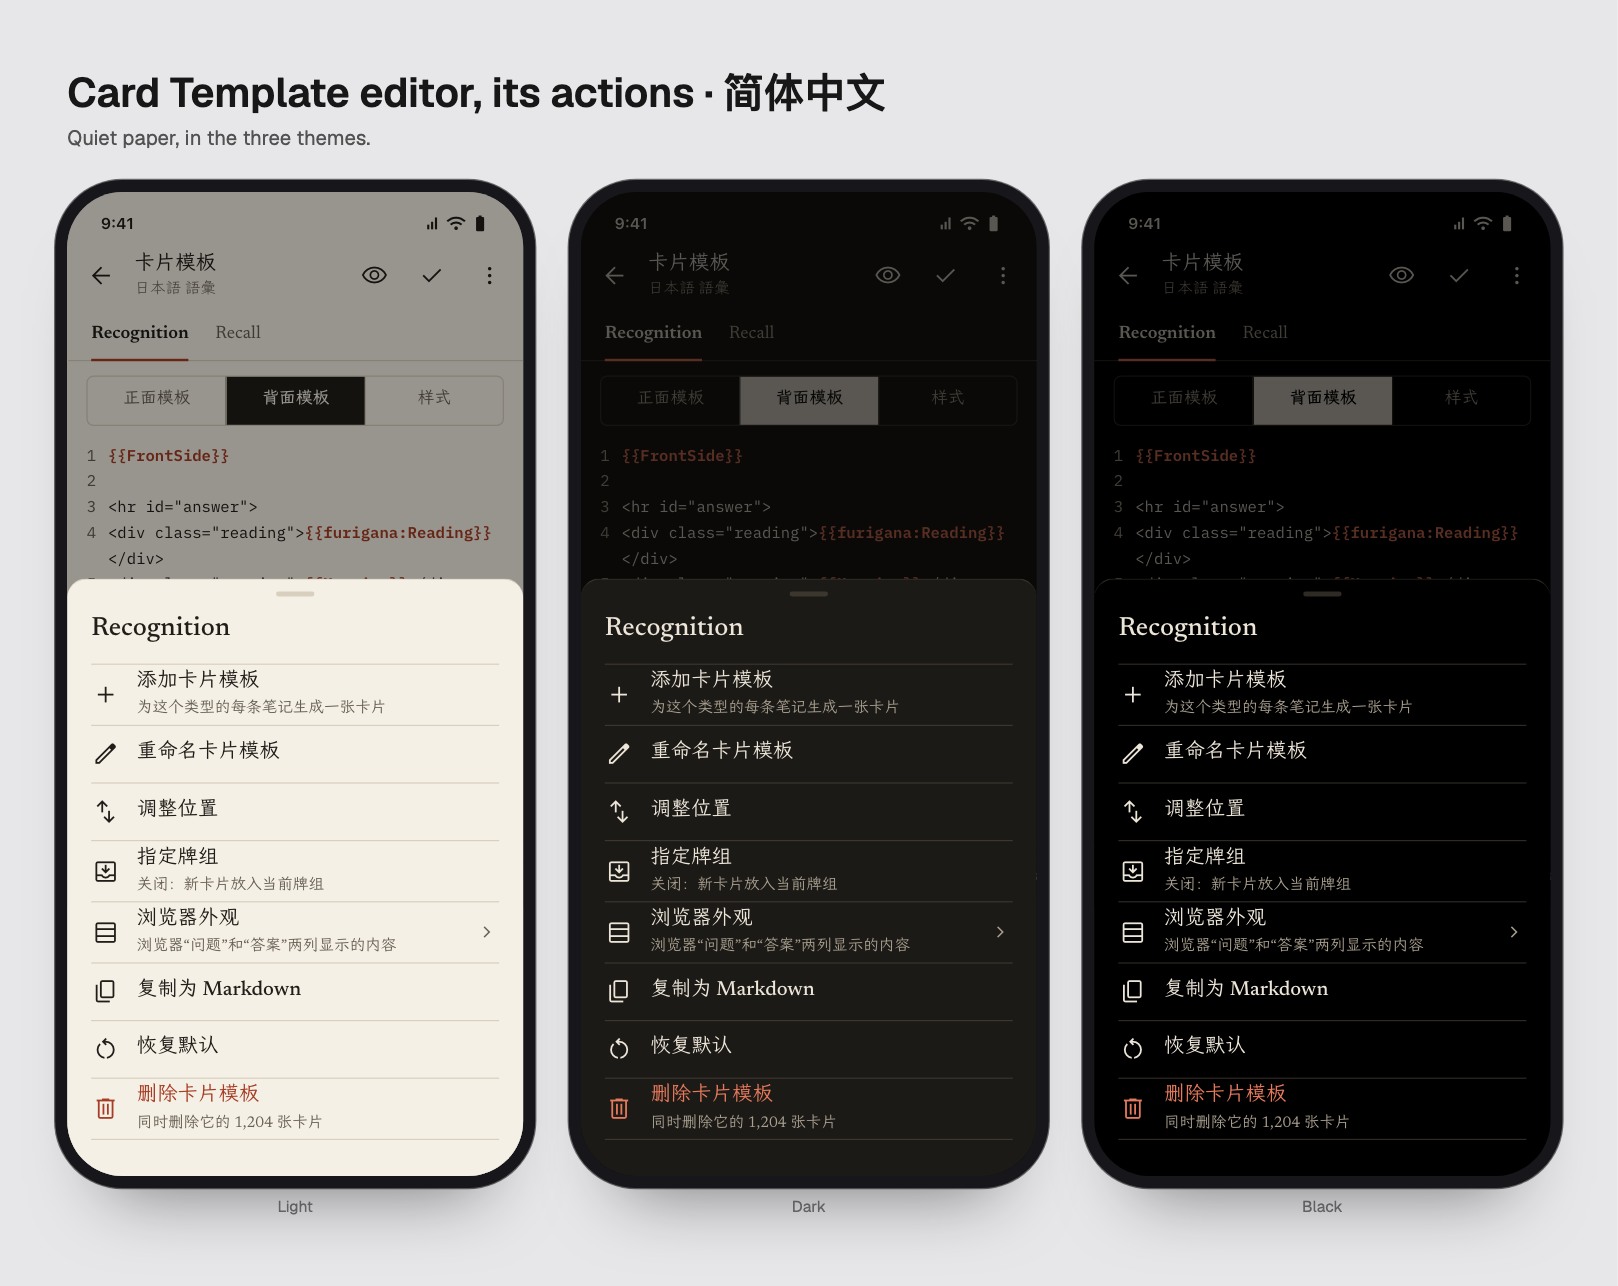 Card Template editor, its actions · 简体中文
Quiet paper, in the three themes.
9:41
卡片模板
日本語 語彙
Recognition Recall
正面模板 背面模板 样式
1 {{FrontSide}}
2
3 <hr id="answer">
4 <div class="reading">{{furigana:Reading}}
</div>
Recognition
添加卡片模板
为这个类型的每条笔记生成一张卡片
重命名卡片模板
调整位置
指定牌组
关闭：新卡片放入当前牌组
浏览器外观
浏览器“问题”和“答案”两列显示的内容
复制为 Markdown
恢复默认
删除卡片模板
同时删除它的 1,204 张卡片
Light
9:41
卡片模板
日本語 語彙
Recognition Recall
正面模板 背面模板 样式
1 {{FrontSide}}
2
3 <hr id="answer">
4 <div class="reading">{{furigana:Reading}}
</div>
Recognition
添加卡片模板
为这个类型的每条笔记生成一张卡片
重命名卡片模板
调整位置
指定牌组
关闭：新卡片放入当前牌组
浏览器外观
浏览器“问题”和“答案”两列显示的内容
复制为 Markdown
恢复默认
删除卡片模板
同时删除它的 1,204 张卡片
Dark
9:41
卡片模板
日本語 語彙
Recognition Recall
正面模板 背面模板 样式
1 {{FrontSide}}
2
3 <hr id="answer">
4 <div class="reading">{{furigana:Reading}}
</div>
Recognition
添加卡片模板
为这个类型的每条笔记生成一张卡片
重命名卡片模板
调整位置
指定牌组
关闭：新卡片放入当前牌组
浏览器外观
浏览器“问题”和“答案”两列显示的内容
复制为 Markdown
恢复默认
删除卡片模板
同时删除它的 1,204 张卡片
Black